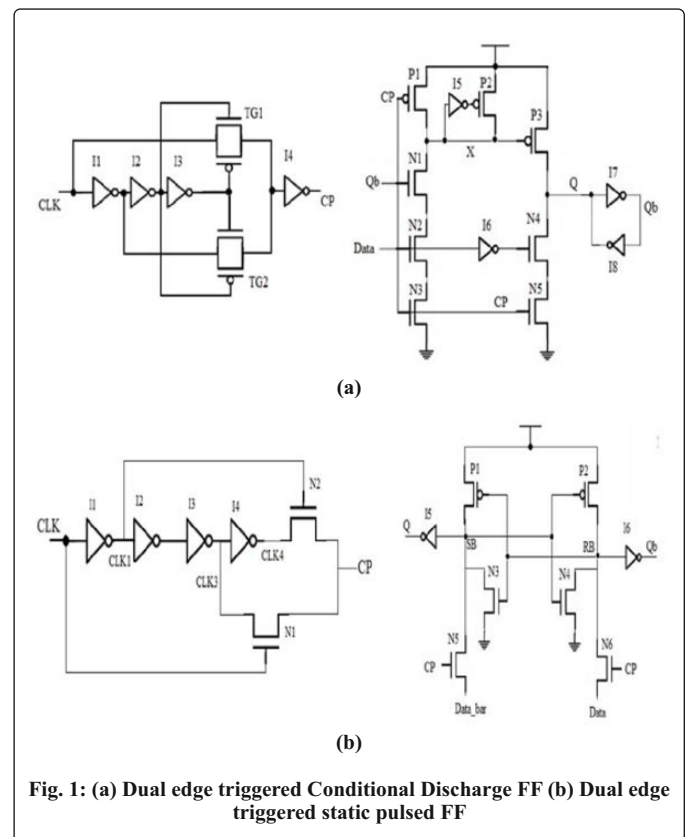 P1
I5
P2
CP
P3
TG1
X
I1
I2
I3
I4
N1
Q
I7
CLK
CP
Qb
Qb
N2
I6
N4
Data
I8
TG2
N3
CP
N5
(a)
N2
P1
P2
I1
I2
I3
I4
I5
I6
CLK
Q
SB
RB
Qb
CLK1
CLK4
CP
CLK3
N3
N4
N1
N5
N6
CP
CP
Data_bar
Data
(b)
Fig. 1: (a) Dual edge triggered Conditional Discharge FF (b) Dual edge
triggered static pulsed FF